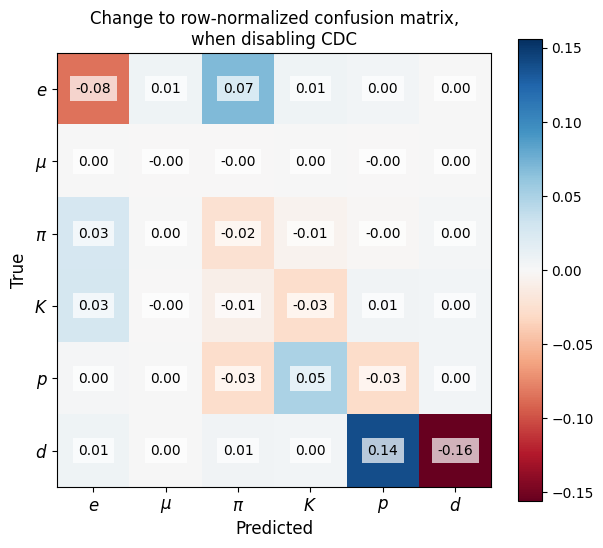 Change to row-normalized confusion matrix,
when disabling CDC
e -0.08 0.01 0.07 0.01 0.00 0.00
μ 0.00 -0.00 -0.00 0.00 -0.00 0.00
π 0.03 0.00 -0.02 -0.01 -0.00 0.00
K 0.03 -0.00 -0.01 -0.03 0.01 0.00
p 0.00 0.00 -0.03 0.05 -0.03 0.00
d 0.01 0.00 0.01 0.00 0.14 -0.16
e μ π K p d
Predicted
True
0.15
0.10
0.05
0.00
−0.05
−0.10
−0.15